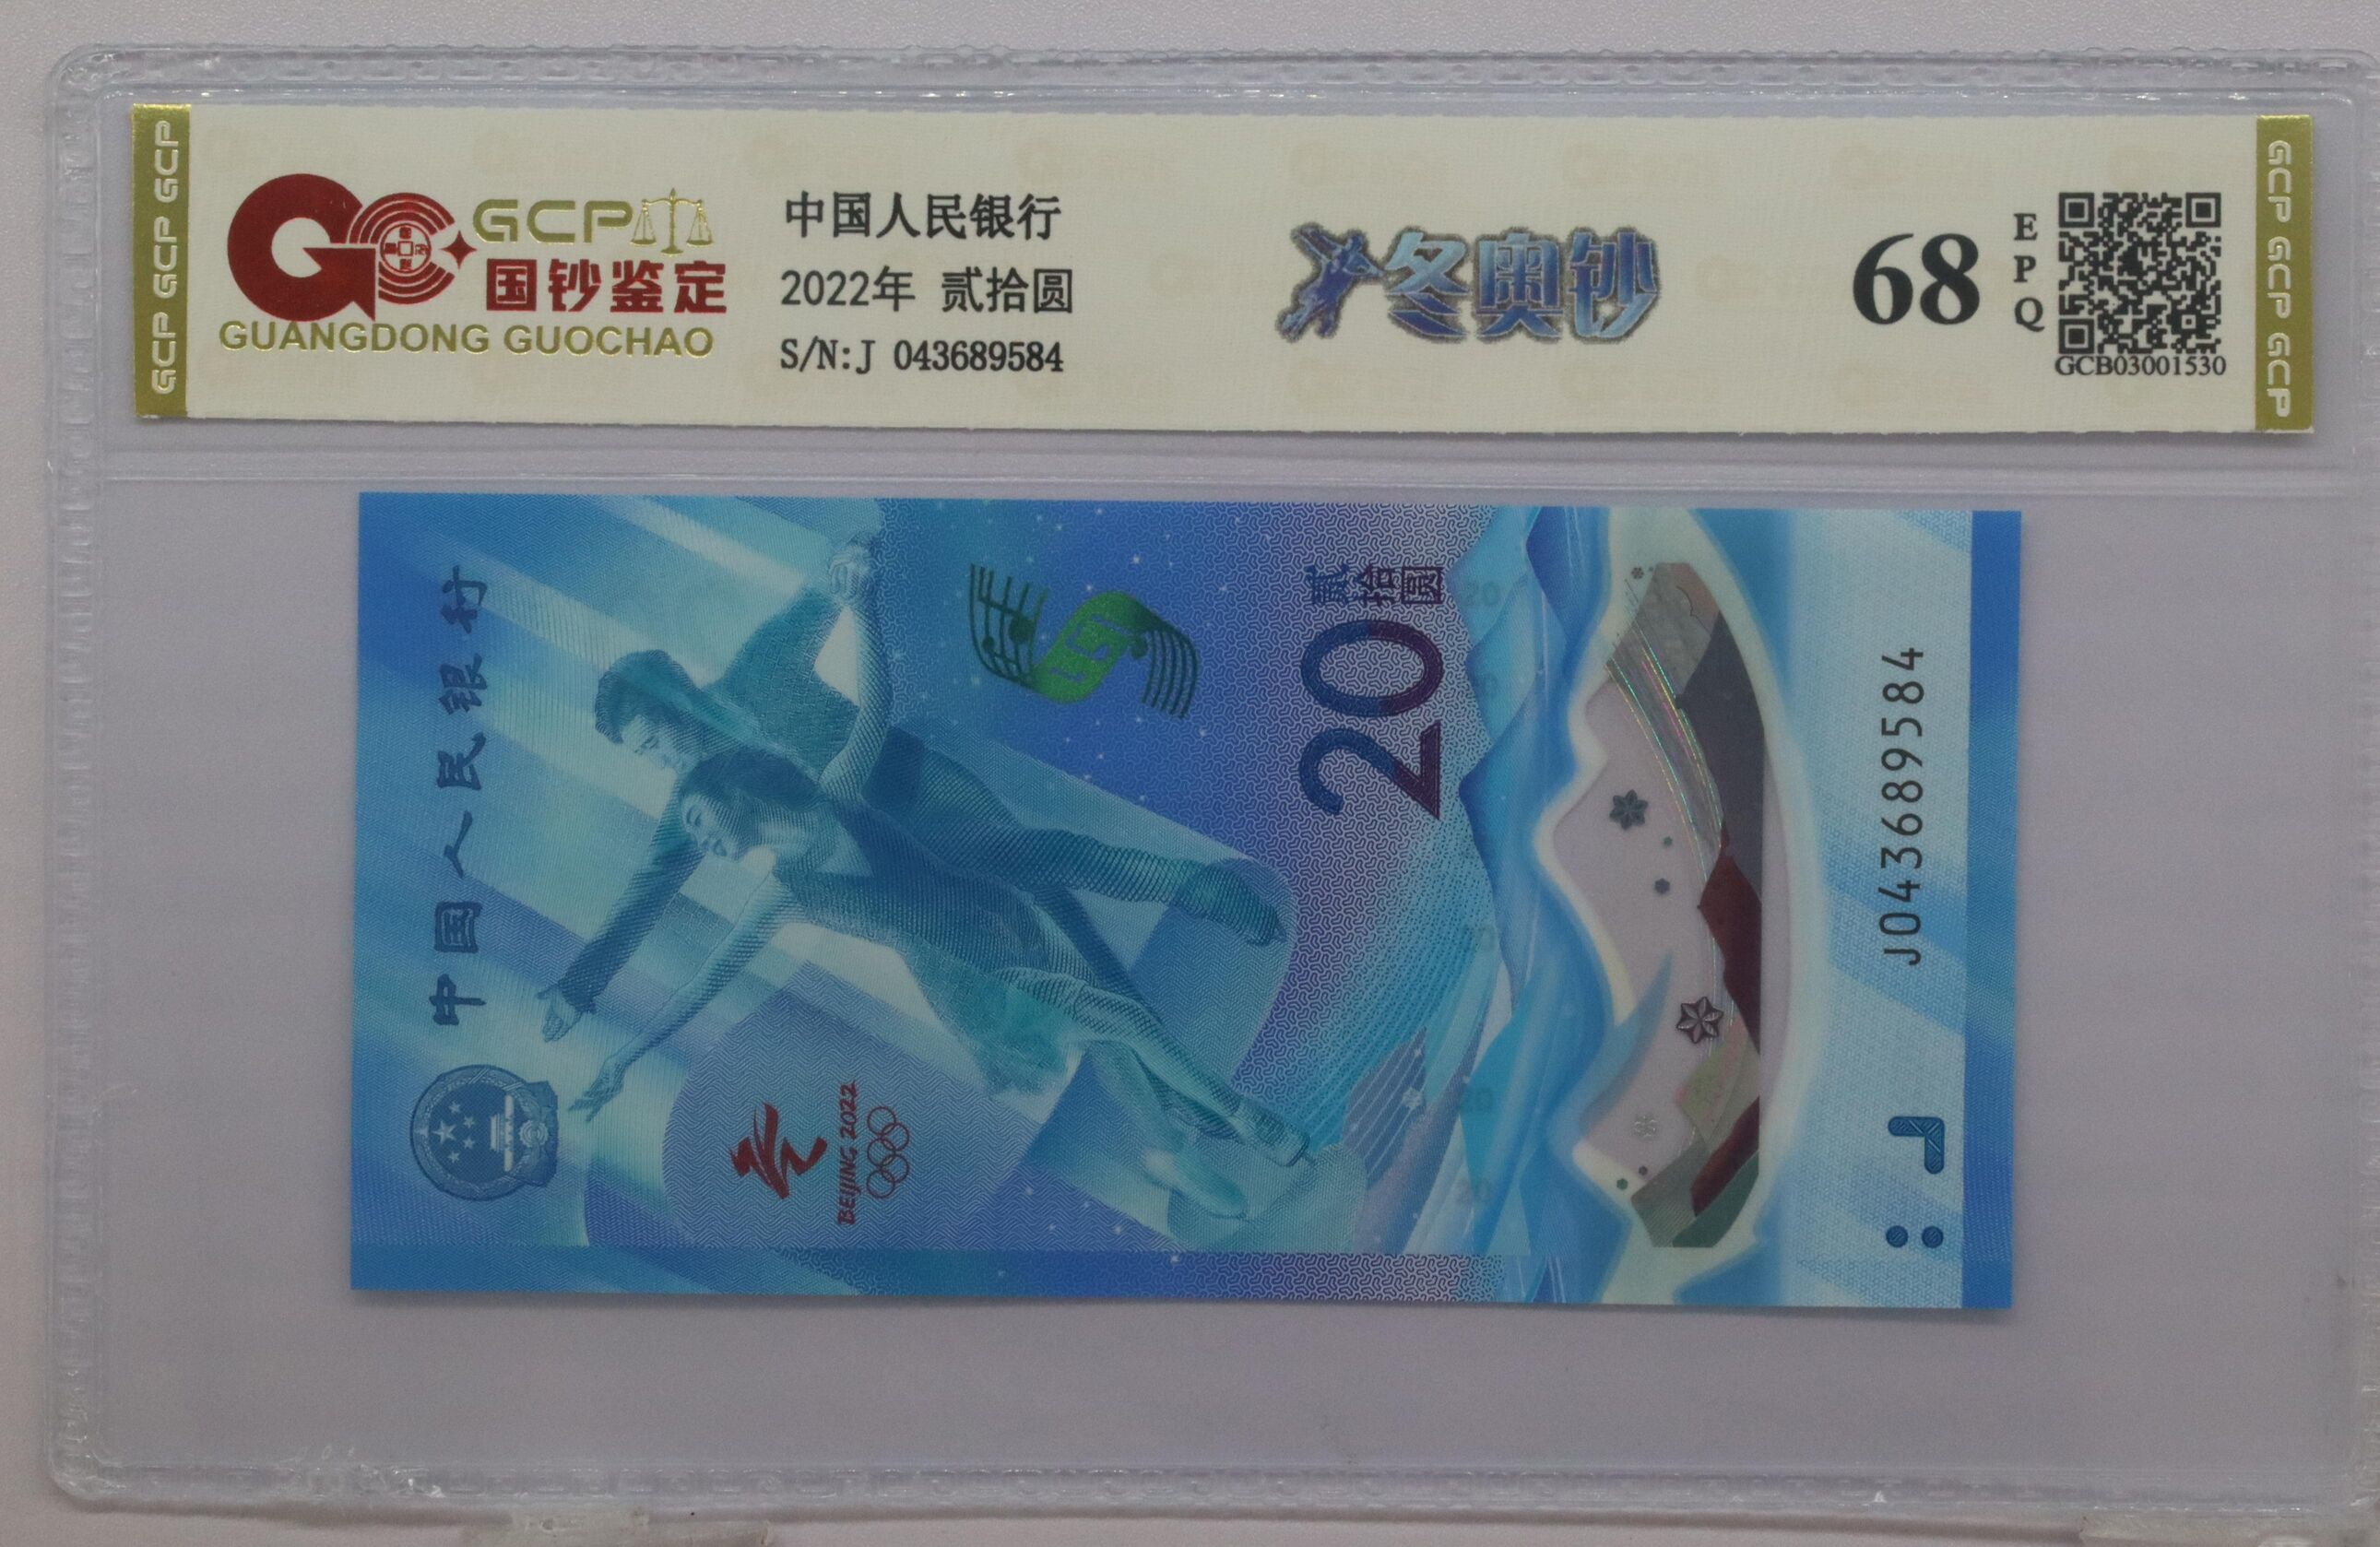 GCP GCP GCP
GCP
国钞鉴定
GUANGDONG GUOCHAO
中国人民银行
2022年 贰拾圆
S/N:J 043689584
冬奥钞
68
EPQ
GCB03001530
GCP GCP GCP
中国人民银行
BEIJING 2022
贰拾圆
20
J043689584